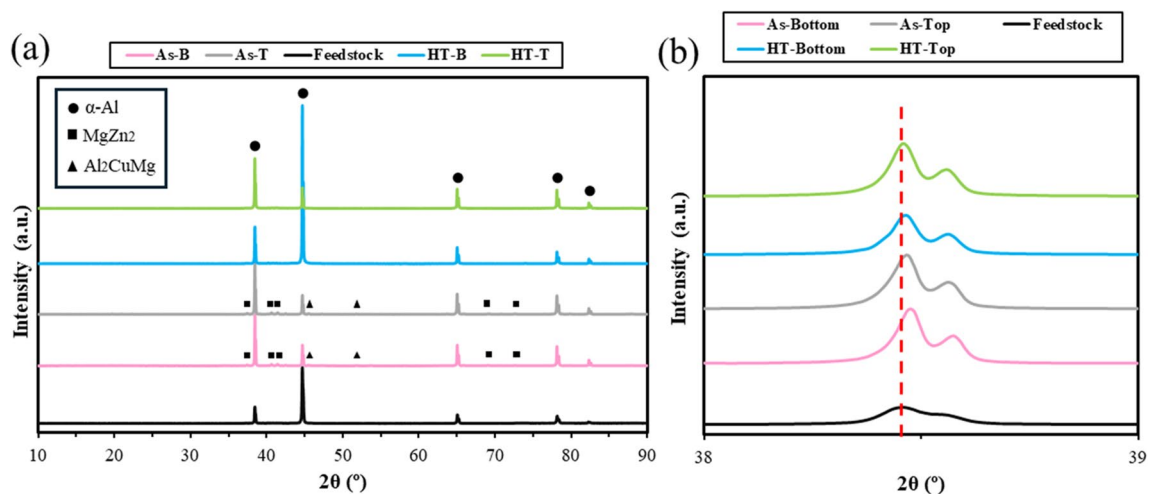 (a)
As-B As-T Feedstock HT-B HT-T
α-Al
MgZn2
Al2CuMg
Intensity (a.u.)
10 20 30 40 50 60 70 80 90
2θ (º)
(b)
As-Bottom As-Top Feedstock
HT-Bottom HT-Top
Intensity (a.u.)
38 39
2θ (º)